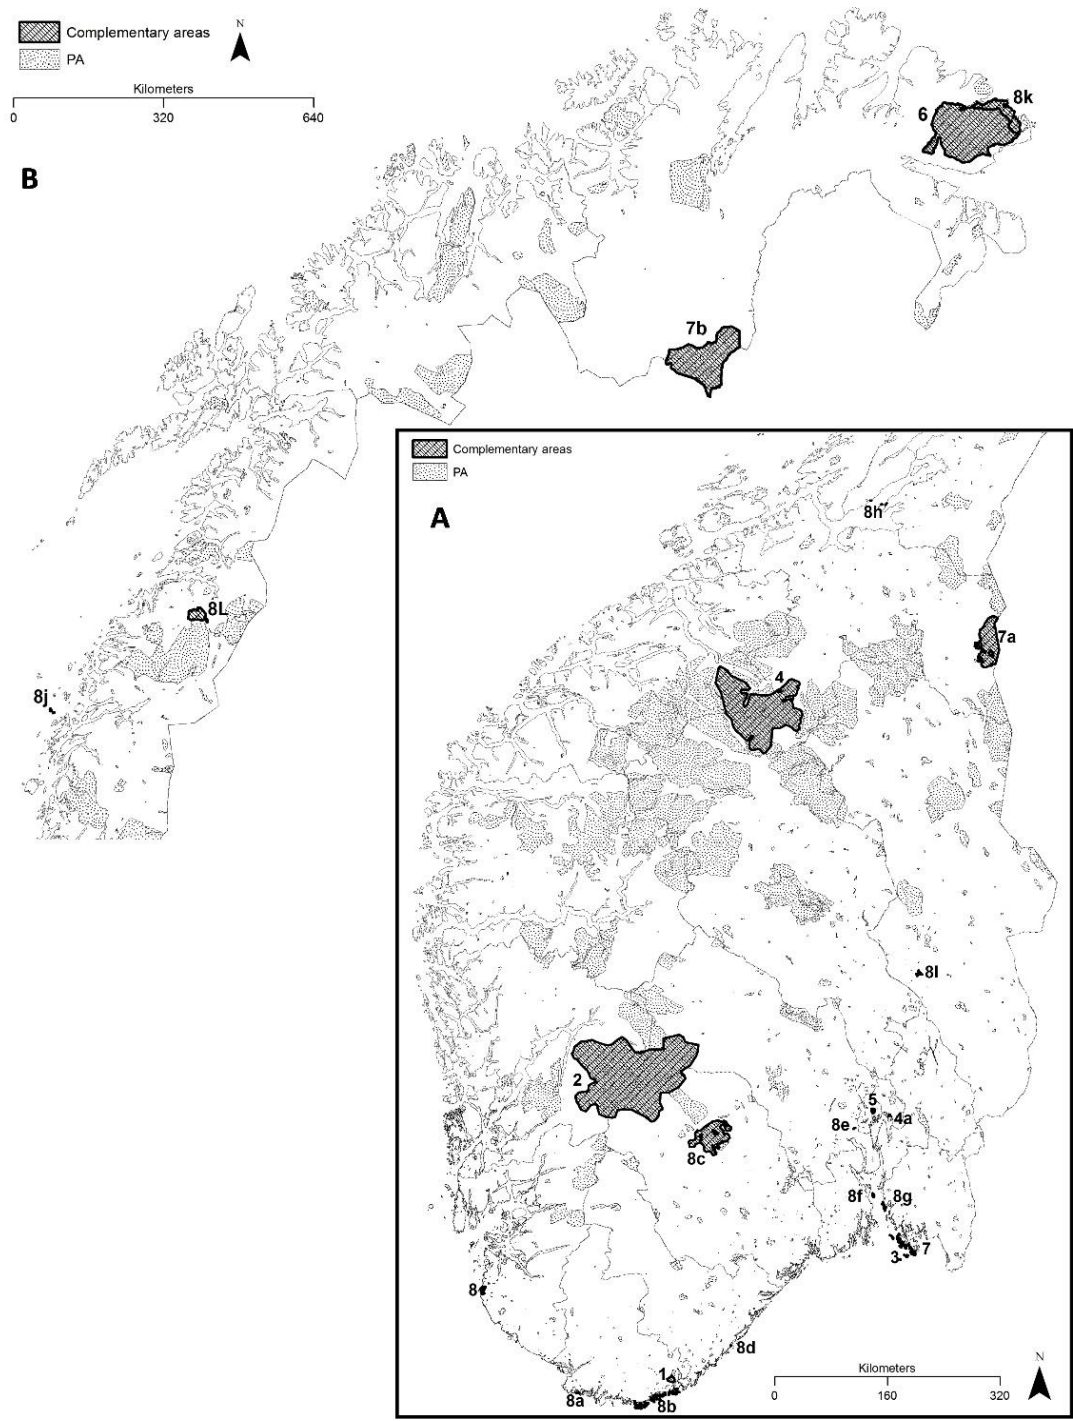 Complementary areas
N
PA
Kilometers
0 320 640
8k
6
B
7b
Complementary areas
PA
A
8h
8L
7a
4
8j
8l
2
5
4a
8e
8c
8f
8g
7
3
8
8d
1
Kilometers
N
8a
8b
0 160 320